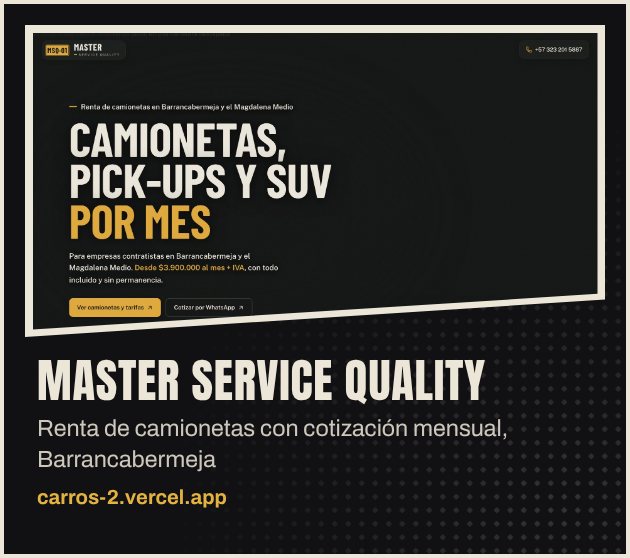 MSQ-01 MASTER
SERVICE QUALITY
+57 323 201 5887
Renta de camionetas en Barrancabermeja y el Magdalena Medio
CAMIONETAS,
PICK-UPS Y SUV
POR MES
Para empresas contratistas en Barrancabermeja y el
Magdalena Medio. Desde $3.900.000 al mes + IVA, con todo
incluido y sin permanencia.
Ver camionetas y tarifas ↗ Cotizar por WhatsApp ↗
MASTER SERVICE QUALITY
Renta de camionetas con cotización mensual,
Barrancabermeja
carros-2.vercel.app